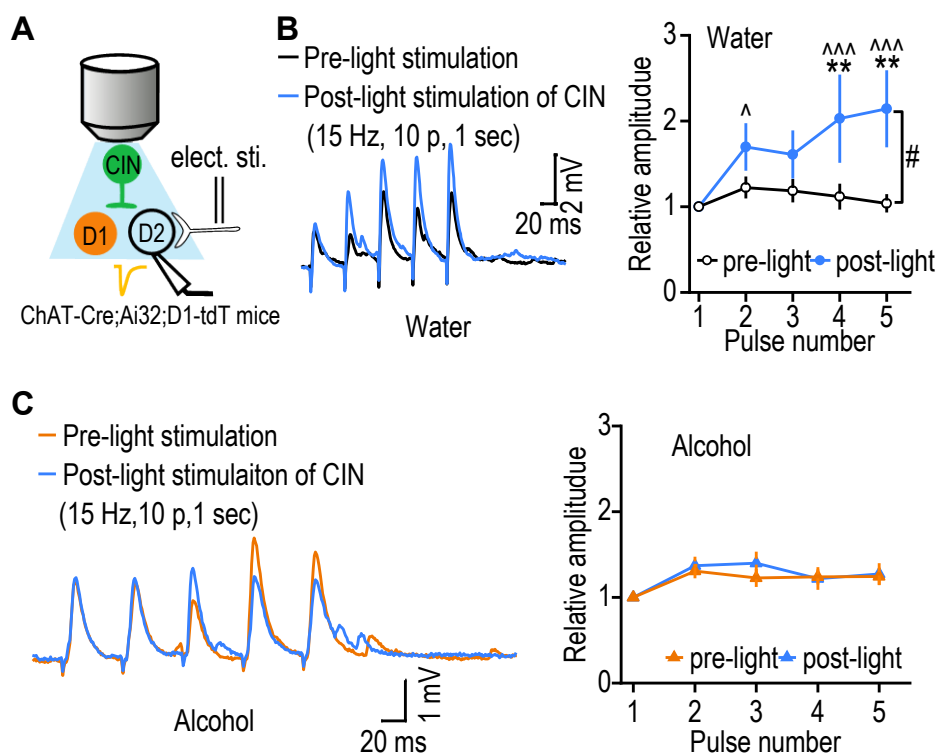 A
CIN
elect. sti.
D1
D2
ChAT-Cre;Ai32;D1-tdT mice
B
Pre-light stimulation
Post-light stimulation of CIN
(15 Hz, 10 p, 1 sec)
2 mV
20 ms
Water
Relative amplitudue
3
2
1
0
Water
^
^^^
**
^^^
**
#
pre-light
post-light
1 2 3 4 5
Pulse number
C
Pre-light stimulation
Post-light stimulaiton of CIN
(15 Hz,10 p,1 sec)
1 mV
20 ms
Alcohol
Relative amplitudue
3
2
1
0
Alcohol
pre-light
post-light
1 2 3 4 5
Pulse number